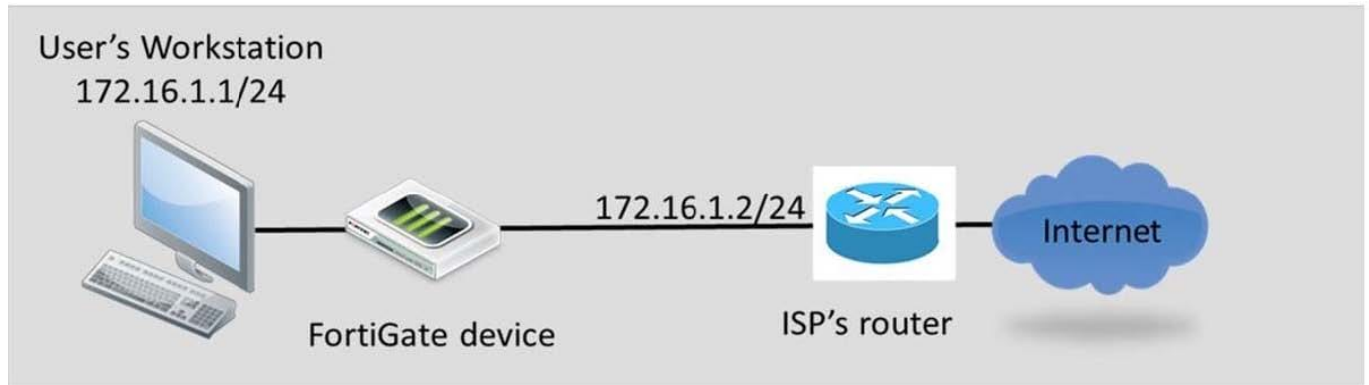 User's Workstation
172.16.1.1/24
172.16.1.2/24
Internet
FortiGate device
ISP's router